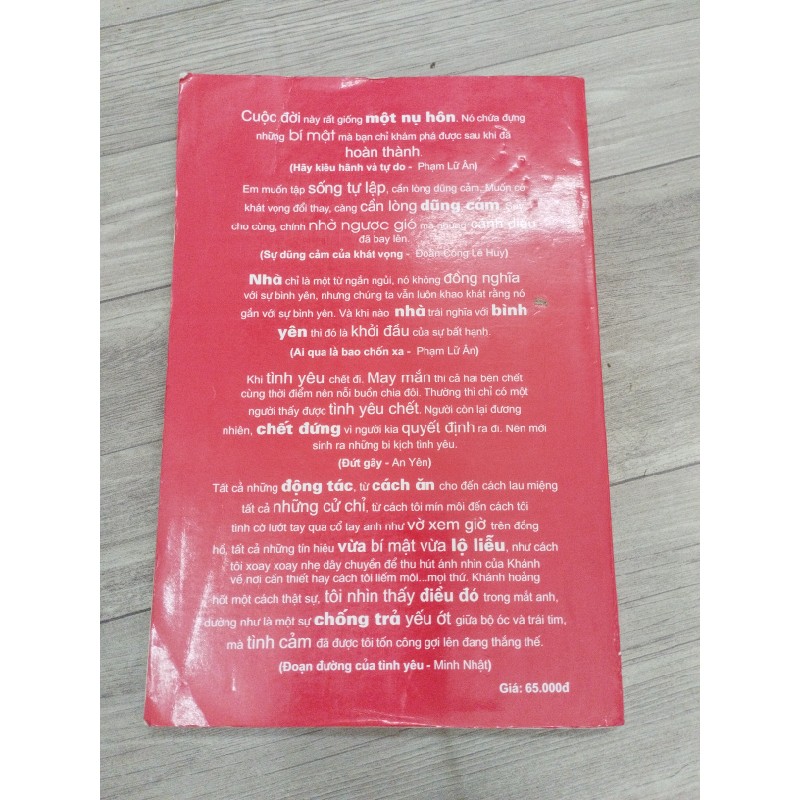 Cuộc đời này rất giống một nụ hôn. Nó chứa đựng
những bí mật mà bạn chỉ khám phá được sau khi đã
hoàn thành.
(Hãy kiêu hãnh và tự do - Phạm Lữ Ân)
Em muốn tập sống tự lập, cần lòng dũng cảm. Muốn có
khát vọng đổi thay, càng cần lòng dũng cảm.
cho cùng, chính nhờ ngược gió mà những cánh diều
đã bay lên.
(Sự dũng cảm của khát vọng - Đoàn Công Lê Huy)
Nhà chỉ là một từ ngắn ngủi, nó không đồng nghĩa
với sự bình yên, nhưng chúng ta vẫn luôn khao khát rằng nó
gắn với sự bình yên. Và khi nào nhà trái nghĩa với bình
yên thì đó là khởi đầu của sự bất hạnh.
(Ai qua là bao chốn xa - Phạm Lữ Ân)
Khi tình yêu chết đi. May mắn thì cả hai bên chết
cùng thời điểm nên nỗi buồn chia đôi. Thường thì chỉ có một
người thấy được tình yêu chết. Người còn lại đương
nhiên, chết đứng vì người kia quyết định ra đi. Nên mới
sinh ra những bi kịch tình yêu.
(Đứt gãy - An Yên)
Tất cả những động tác, từ cách ăn cho đến cách lau miệng
tất cả những cử chỉ, từ cách tôi mín môi đến cách tôi
tình cờ lướt tay qua cổ tay anh như vờ xem giờ trên đồng
hồ, tất cả những tín hiệu vừa bí mật vừa lộ liễu, như cách
tôi xoay xoay nhẹ dây chuyền để thu hút ánh nhìn của Khánh
về nơi cần thiết hay cách tôi liếm môi...mọi thứ. Khánh hoảng
hốt một cách thật sự, tôi nhìn thấy điều đó trong mắt anh,
dường như là một sự chống trả yếu ớt giữa bộ óc và trái tim,
mà tình cảm đã được tôi tốn công gợi lên đang thắng thế.
(Đoạn đường của tình yêu - Minh Nhật)
Giá: 65.000đ